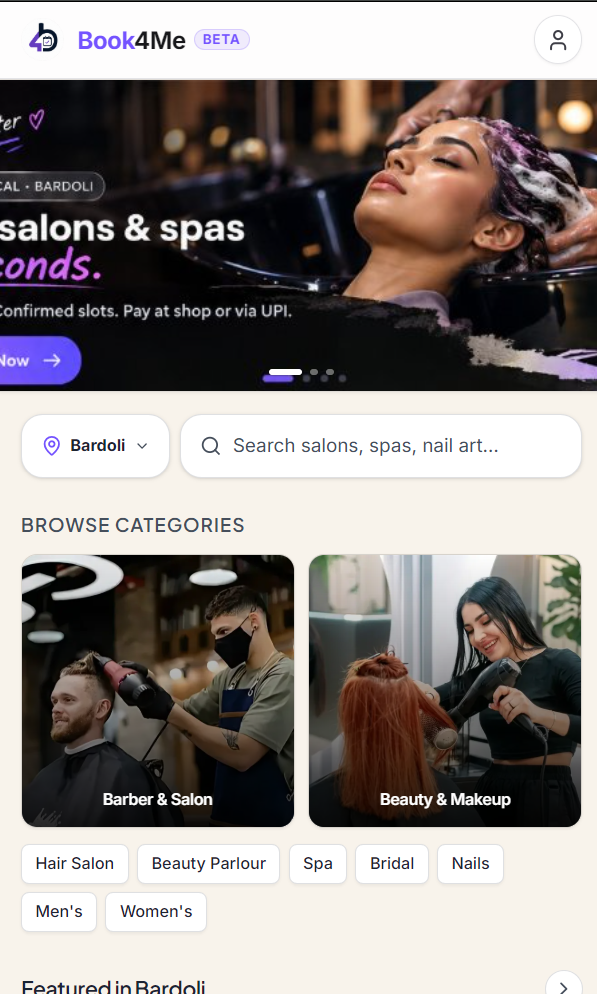 Book4Me BETA
CAL • BARDOLI
salons & spas
Confirmed slots. Pay at shop or via UPI.
Now →
Bardoli
Search salons, spas, nail art...
BROWSE CATEGORIES
Barber & Salon
Beauty & Makeup
Hair Salon
Beauty Parlour
Spa
Bridal
Nails
Men's
Women's
Featured in Bardoli